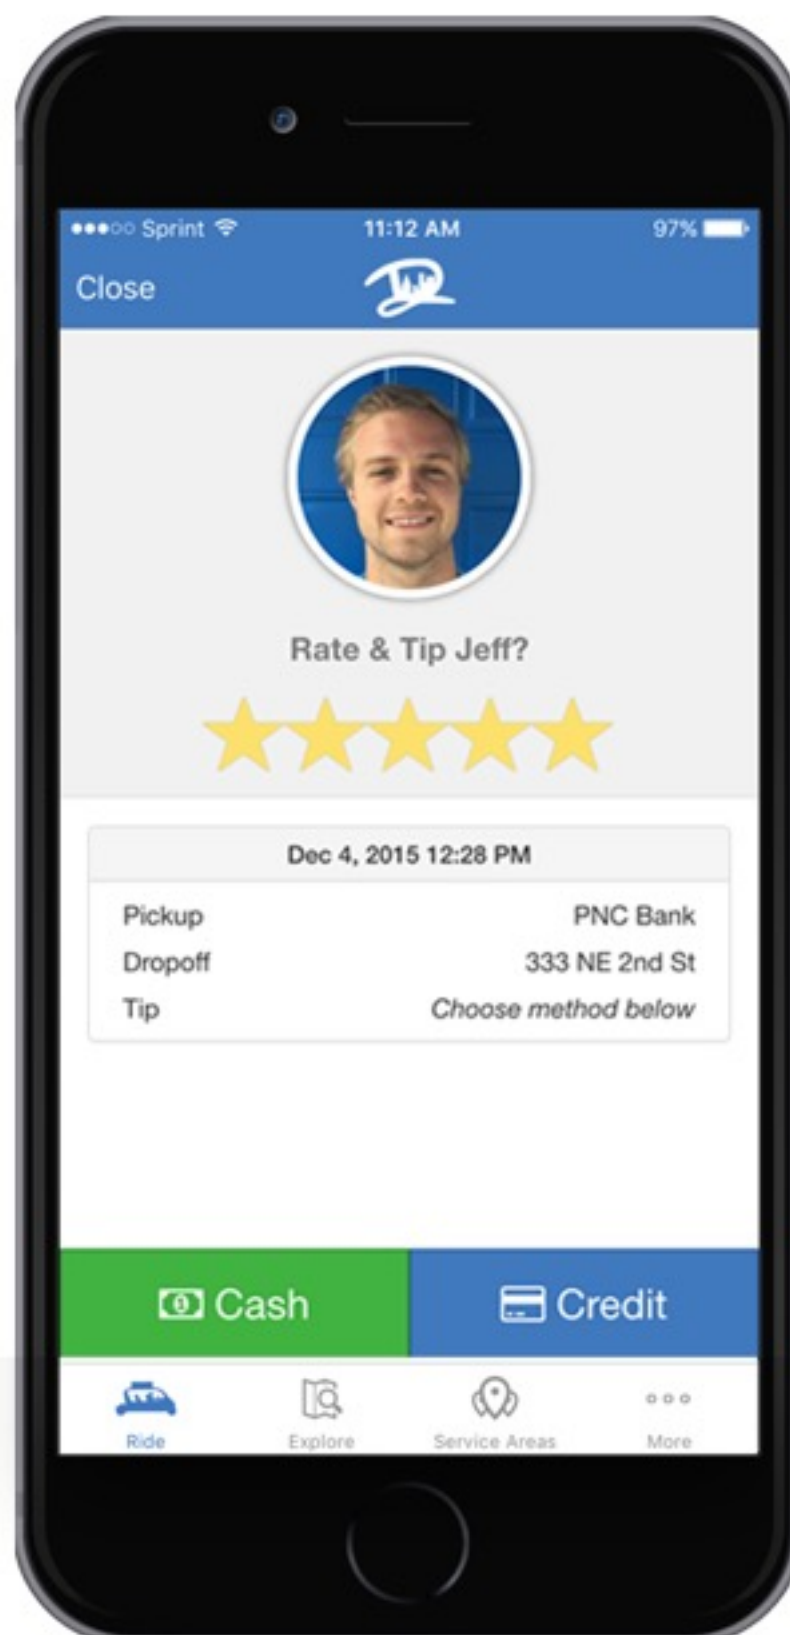 Sprint 11:12 AM 97%
Close
Rate & Tip Jeff?
Dec 4, 2015 12:28 PM
Pickup PNC Bank
Dropoff 333 NE 2nd St
Tip Choose method below
Cash Credit
Ride Explore Service Areas More